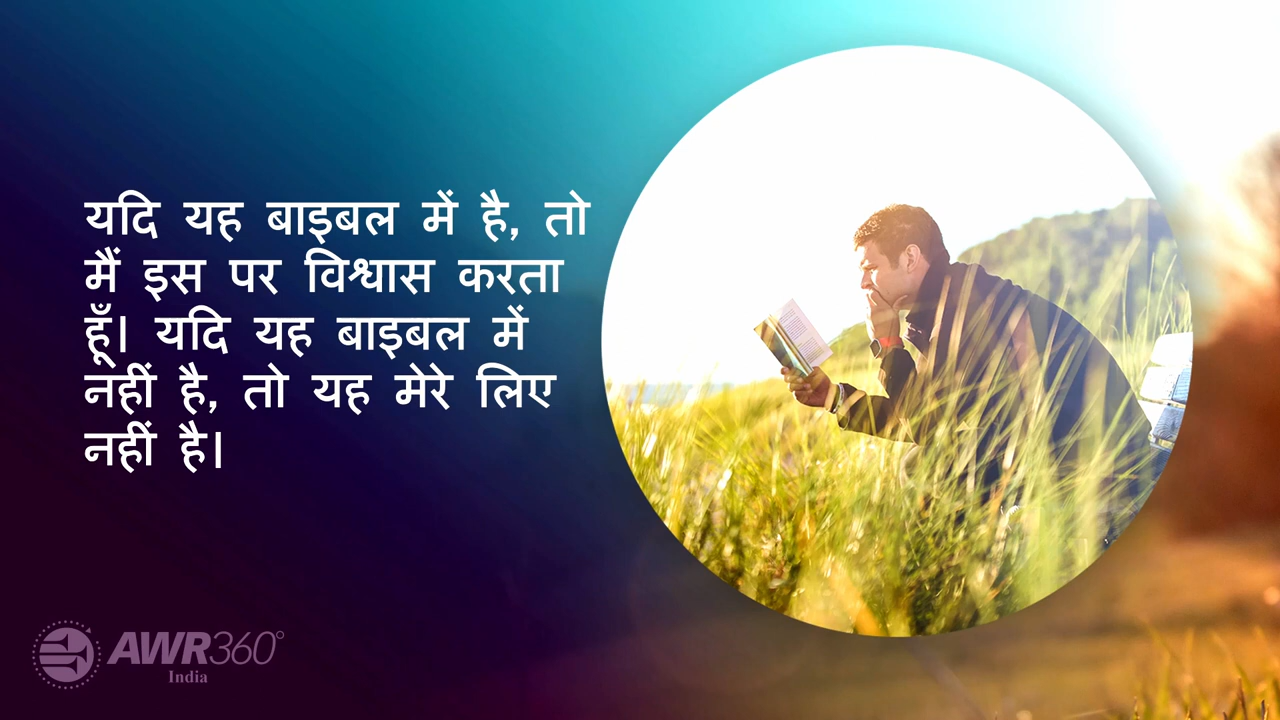 यदि यह बाइबल में है, तो
मैं इस पर विश्वास करता
हूँ। यदि यह बाइबल में
नहीं है, तो यह मेरे लिए
नहीं है।
AWR360°
India